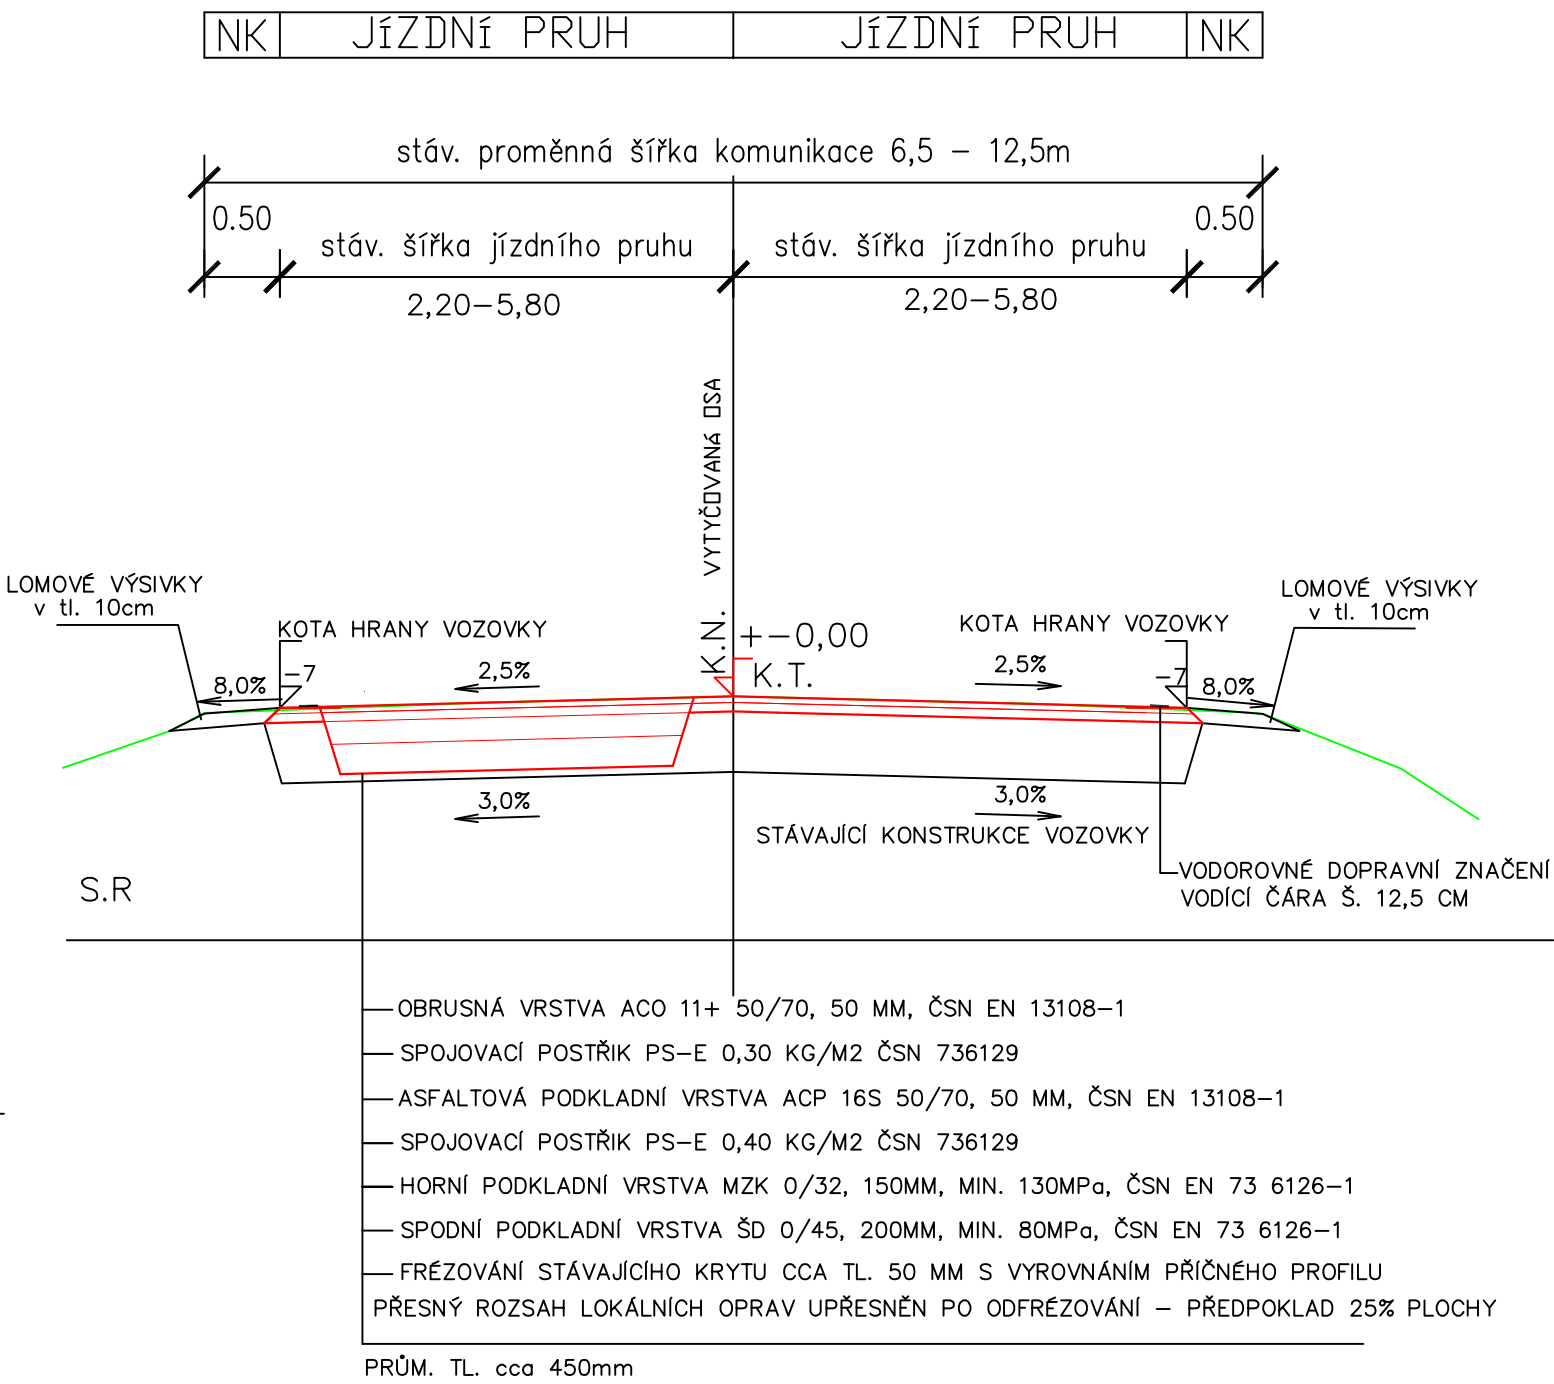 NK JíZDNí PRUH JíZDNí PRUH NK
stáv. proměnná šířka komunikace 6,5 – 12,5m
0.50 0.50
stáv. šířka jízdního pruhu stáv. šířka jízdního pruhu
2,20–5,80 2,20–5,80
VYTYČOVANá OSA
K.N.
LOMOVÉ VÝSIVKY
v tl. 10cm
LOMOVÉ VÝSIVKY
v tl. 10cm
KOTA HRANY VOZOVKY
KOTA HRANY VOZOVKY
+–0,00
K.T.
8,0% –7 2,5% 2,5% –7 8,0%
3,0% 3,0%
STÁVAJÍCÍ KONSTRUKCE VOZOVKY
VODOROVNÉ DOPRAVNÍ ZNAČENÍ
VODÍCÍ ČÁRA Š. 12,5 CM
S.R
OBRUSNÁ VRSTVA ACO 11+ 50/70, 50 MM, ČSN EN 13108–1
SPOJOVACÍ POSTŘIK PS–E 0,30 KG/M2 ČSN 736129
ASFALTOVÁ PODKLADNÍ VRSTVA ACP 16S 50/70, 50 MM, ČSN EN 13108–1
SPOJOVACÍ POSTŘIK PS–E 0,40 KG/M2 ČSN 736129
HORNÍ PODKLADNÍ VRSTVA MZK 0/32, 150MM, MIN. 130MPa, ČSN EN 73 6126–1
SPODNÍ PODKLADNÍ VRSTVA ŠD 0/45, 200MM, MIN. 80MPa, ČSN EN 73 6126–1
FRÉZOVÁNÍ STÁVAJÍCÍHO KRYTU CCA TL. 50 MM S VYROVNÁNÍM PŘÍČNÉHO PROFILU
PŘESNÝ ROZSAH LOKÁLNÍCH OPRAV UPŘESNĚN PO ODFRÉZOVÁNÍ – PŘEDPOKLAD 25% PLOCHY
PRŮM. TL. cca 450mm